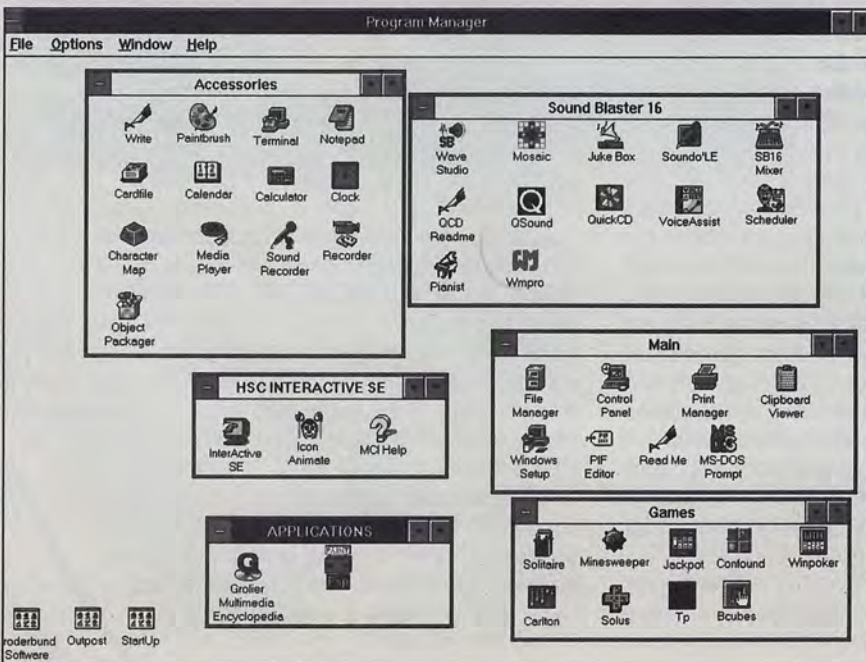 Program Manager
File Options Window Help
Accessories
Write Paintbrush Terminal Notepad
Cardfile Calendar Calculator Clock
Character Map
Media Player
Sound Recorder
Recorder
Object Packager
Sound Blaster 16
SB
Wave Studio
Mosaic
Juke Box
Soundo'LE
SB16 Mixer
QCD Readme
QSound
QuickCD
VoiceAssist
Scheduler
Pianist
Wmpro
HSC INTERACTIVE SE
InterActive SE
Icon Animate
MCI Help
Main
File Manager
Control Panel
Print Manager
Clipboard Viewer
Windows Setup
PIF Editor
Read Me
MS-DOS Prompt
APPLICATIONS
Grolier Multimedia Encyclopedia
PAINT
Games
Solitaire Minesweeper Jackpot Confound Winpoker
Carlton Solus Tp Bcubes
roderbund Software
Outpost
StartUp